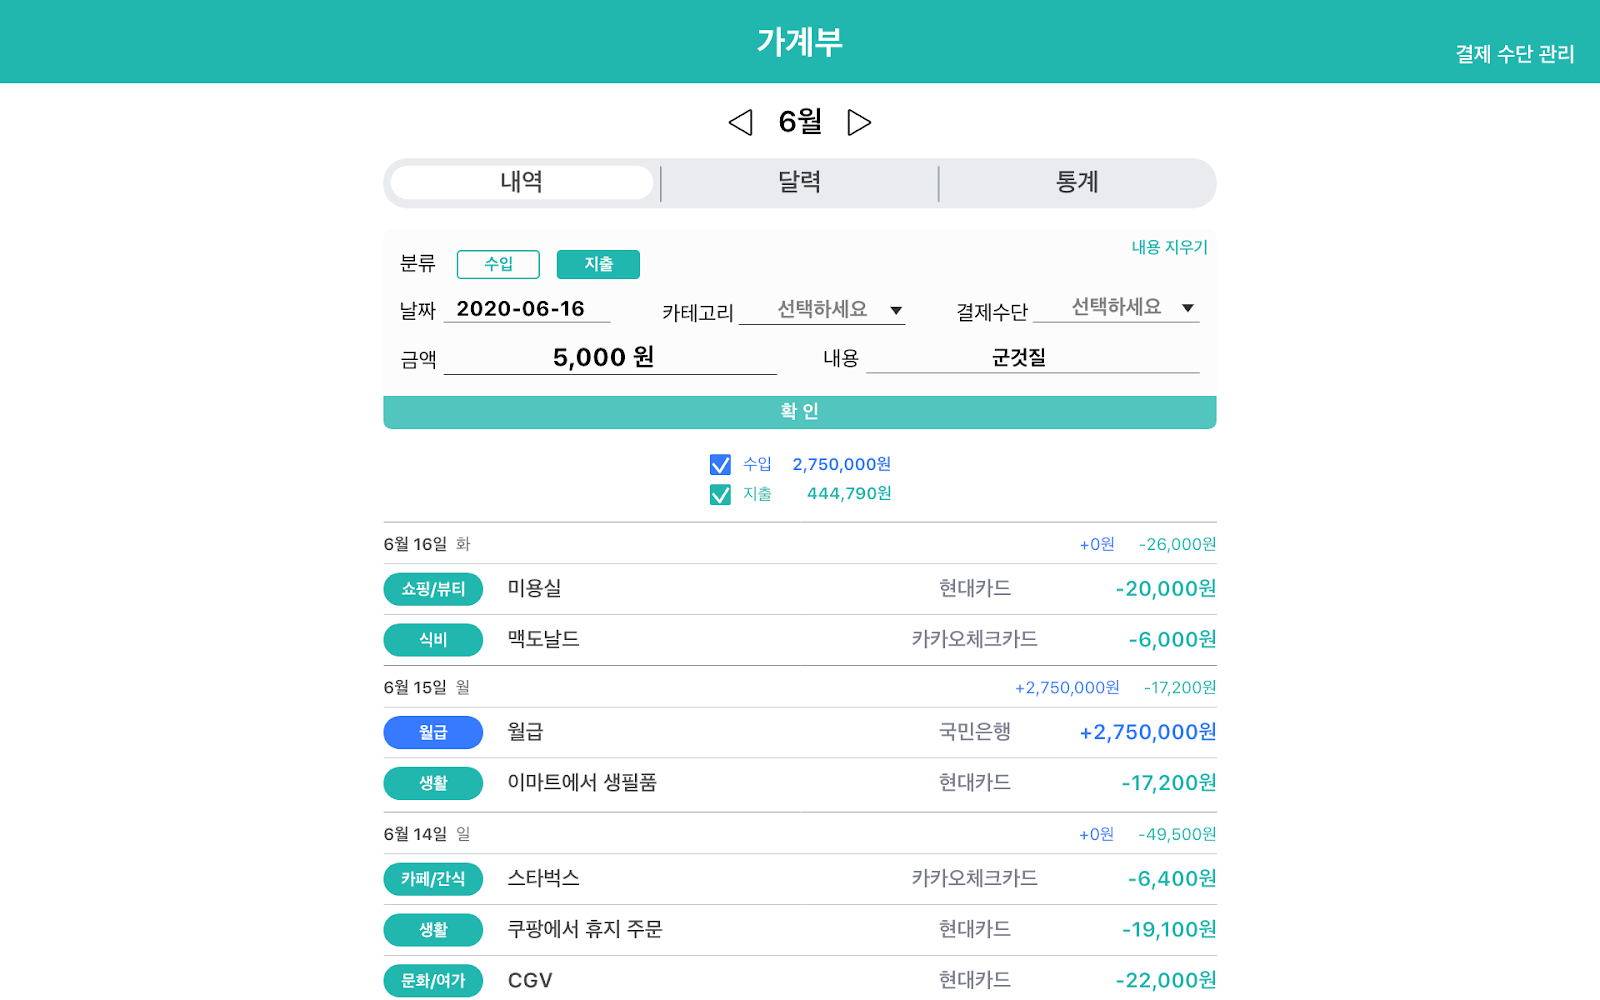 가계부
결제 수단 관리
6월
내역 달력 통계
내용 지우기
분류 수입 지출
날짜 2020-06-16 카테고리 선택하세요 결제수단 선택하세요
금액 5,000 원 내용 군것질
확 인
수입 2,750,000원
지출 444,790원
6월 16일 화 +0원 -26,000원
쇼핑/뷰티 미용실 현대카드 -20,000원
식비 맥도날드 카카오체크카드 -6,000원
6월 15일 월 +2,750,000원 -17,200원
월급 월급 국민은행 +2,750,000원
생활 이마트에서 생필품 현대카드 -17,200원
6월 14일 일 +0원 -49,500원
카페/간식 스타벅스 카카오체크카드 -6,400원
생활 쿠팡에서 휴지 주문 현대카드 -19,100원
문화/여가 CGV 현대카드 -22,000원